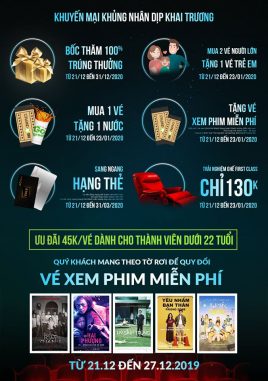 KHUYẾN MẠI KHỦNG NHÂN DỊP KHAI TRƯƠNG
BỐC THĂM 100%
TRÚNG THƯỞNG
TỪ 21/12 ĐẾN 31/12/2020
MUA 2 VÉ NGƯỜI LỚN
TẶNG 1 VÉ TRẺ EM
TỪ 21/12 ĐẾN 23/01/2020
MUA 1 VÉ
TẶNG 1 NƯỚC
TỪ 21/12 ĐẾN 23/01/2020
TẶNG VÉ
XEM PHIM MIỄN PHÍ
TỪ 21/12 ĐẾN 23/01/2020
SANG NGANG
HẠNG THẺ
TỪ 21/12 ĐẾN 31/03/2020
TRẢI NGHIỆM GHẾ FIRST CLASS
CHỈ 130K
TỪ 21/12 ĐẾN 23/01/2020
ƯU ĐÃI 45K/VÉ DÀNH CHO THÀNH VIÊN DƯỚI 22 TUỔI
QUÝ KHÁCH MANG THEO TỜ RƠI ĐỂ QUY ĐỔI
VÉ XEM PHIM MIỄN PHÍ
HAI PHƯỢNG
YÊU NHẦM BẠN THÂN
TỪ 21.12 ĐẾN 27.12.2019